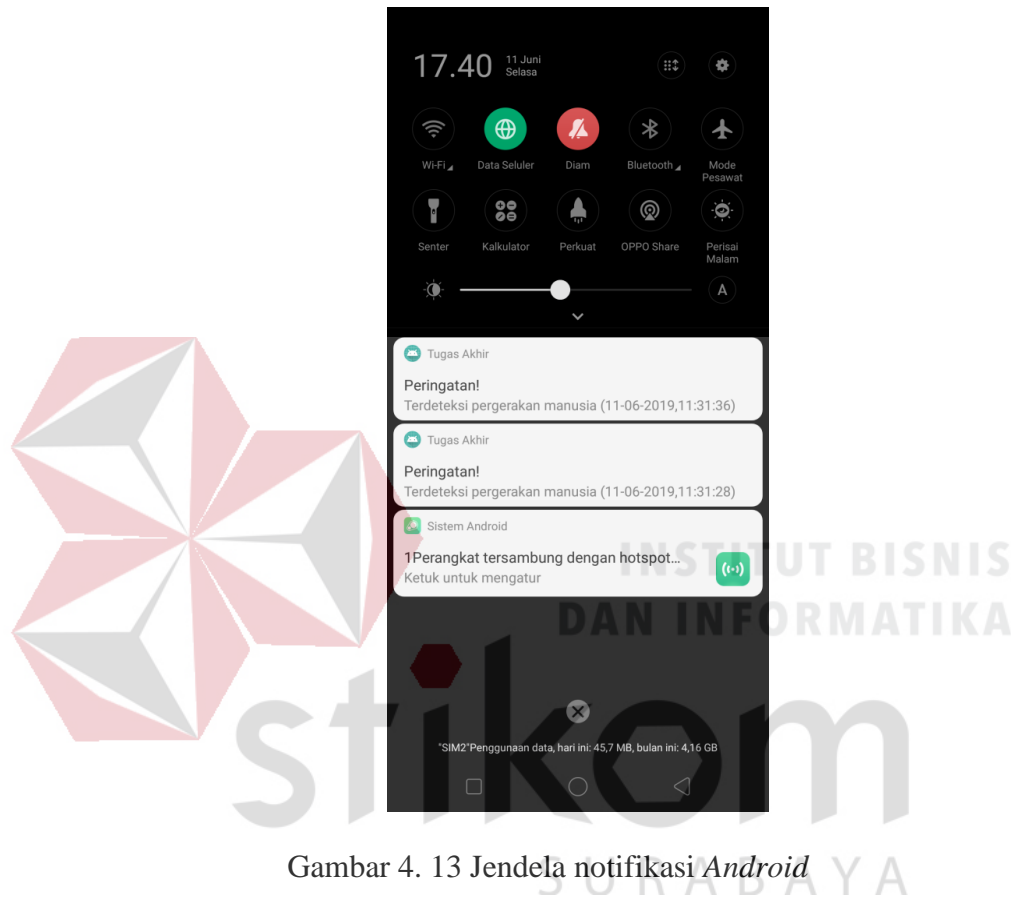 17.40
11 Juni
Selasa
Wi-Fi
Data Seluler
Diam
Bluetooth
Mode
Pesawat
Senter
Kalkulator
Perkuat
OPPO Share
Perisai
Malam
A
Tugas Akhir
Peringatan!
Terdeteksi pergerakan manusia (11-06-2019,11:31:36)
Tugas Akhir
Peringatan!
Terdeteksi pergerakan manusia (11-06-2019,11:31:28)
Sistem Android
1Perangkat tersambung dengan hotspot...
Ketuk untuk mengatur
INSTITUT BISNIS
DAN INFORMATIKA
stikom
"SIM2"Penggunaan data, hari ini: 45,7 MB, bulan ini: 4,16 GB
Gambar 4. 13 Jendela notifikasi Android
SURABAYA